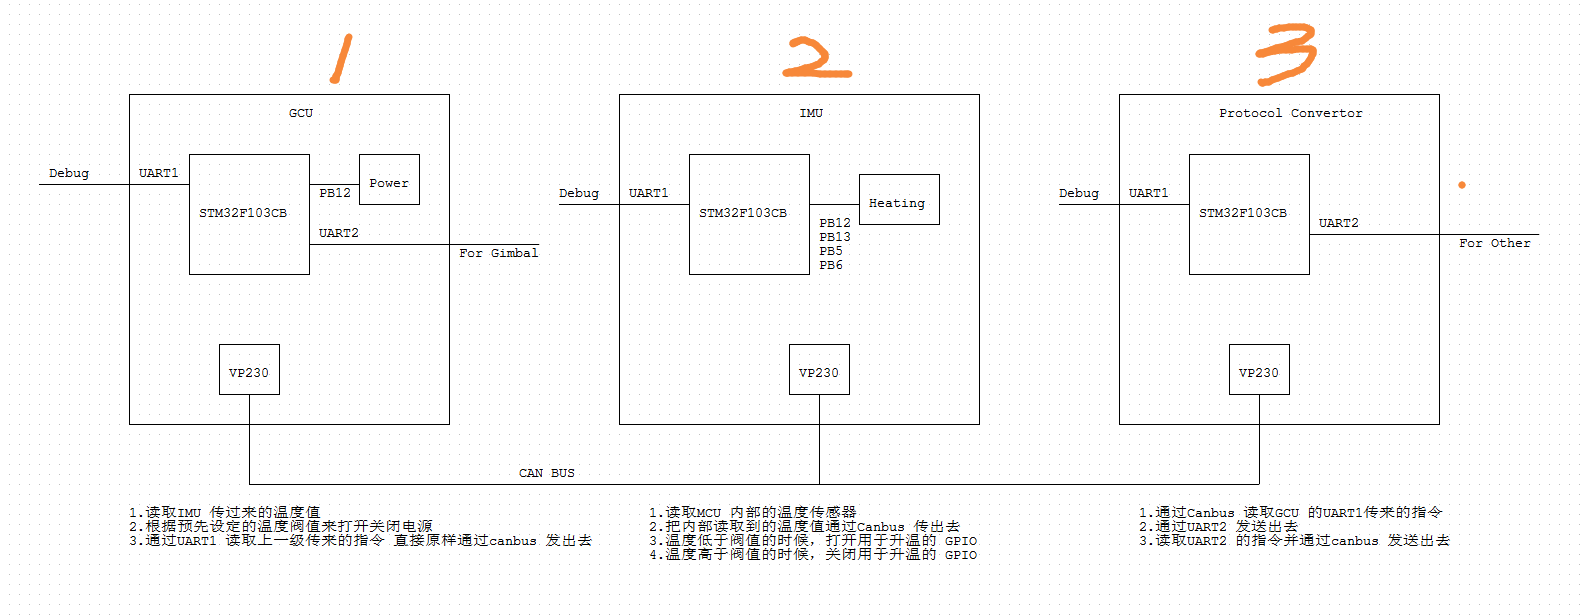 1
2
3
GCU
IMU
Protocol Convertor
Debug
UART1
STM32F103CB
PB12
Power
UART2
For Gimbal
VP230
Debug
UART1
STM32F103CB
Heating
PB12
PB13
PB5
PB6
VP230
Debug
UART1
STM32F103CB
UART2
For Other
VP230
CAN BUS
1.读取IMU 传过来的温度值
2.根据预先设定的温度阀值来打开关闭电源
3.通过UART1 读取上一级传来的指令 直接原样通过canbus 发出去
1.读取MCU 内部的温度传感器
2.把内部读取到的温度值通过Canbus 传出去
3.温度低于阀值的时候，打开用于升温的 GPIO
4.温度高于阀值的时候，关闭用于升温的 GPIO
1.通过Canbus 读取GCU 的UART1传来的指令
2.通过UART2 发送出去
3.读取UART2 的指令并通过canbus 发送出去